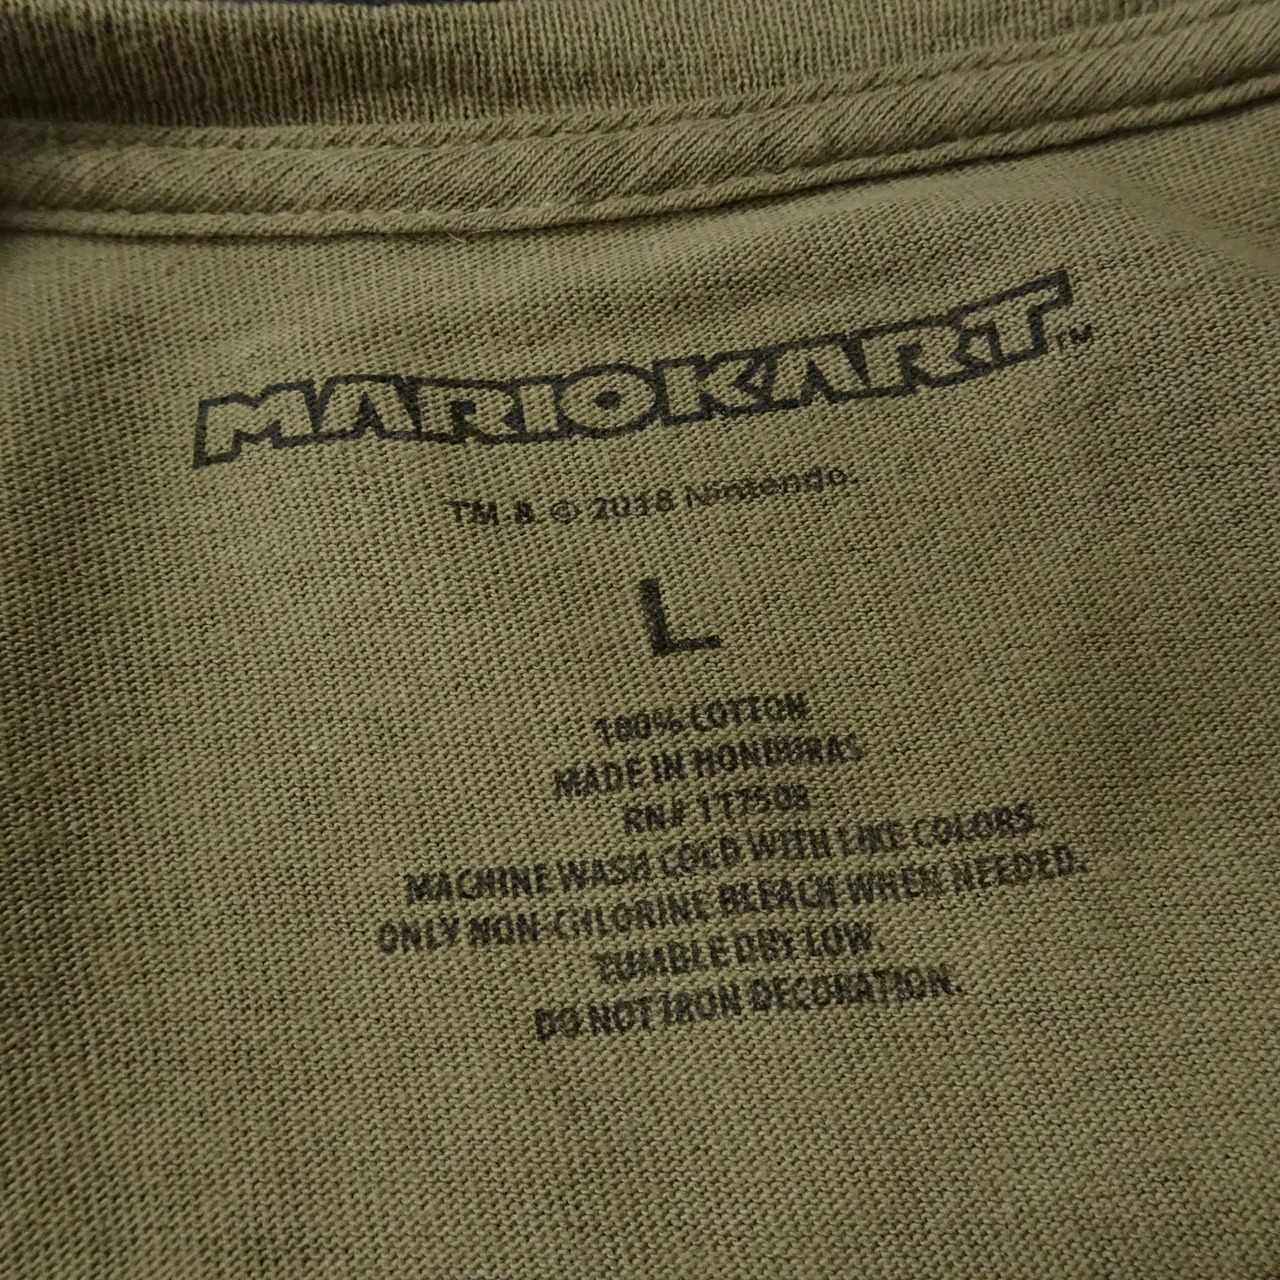 MARIOKART™
TM & © 2018 Nintendo.
L
100% COTTON
MADE IN HONDURAS
RN# 117508
MACHINE WASH COLD WITH LIKE COLORS.
ONLY NON-CHLORINE BLEACH WHEN NEEDED.
TUMBLE DRY LOW.
DO NOT IRON DECORATION.